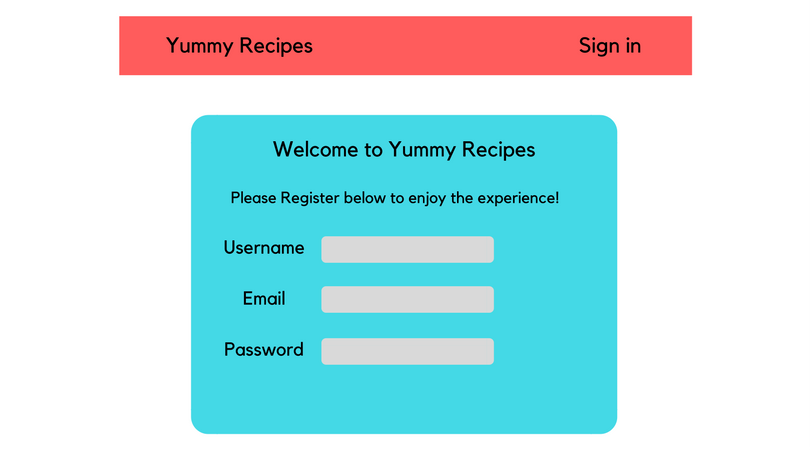 Yummy Recipes Sign in
Welcome to Yummy Recipes
Please Register below to enjoy the experience!
Username
Email
Password